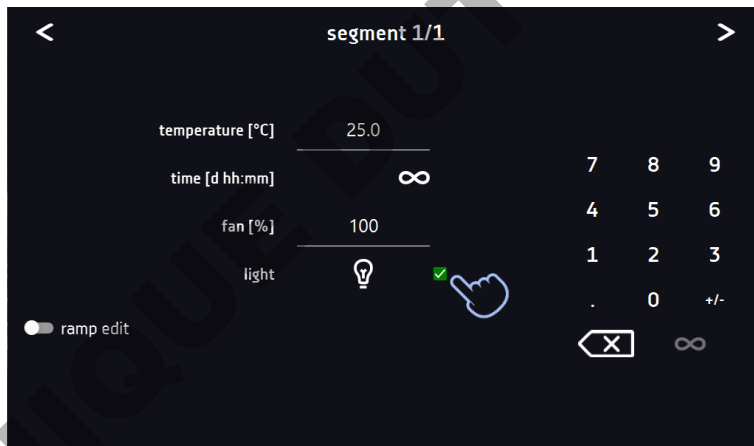 < segment 1/1 >
temperature [°C] 25.0
time [d hh:mm] ∞
fan [%] 100
light
ramp edit
7 8 9
4 5 6
1 2 3
. 0 +/-
∞